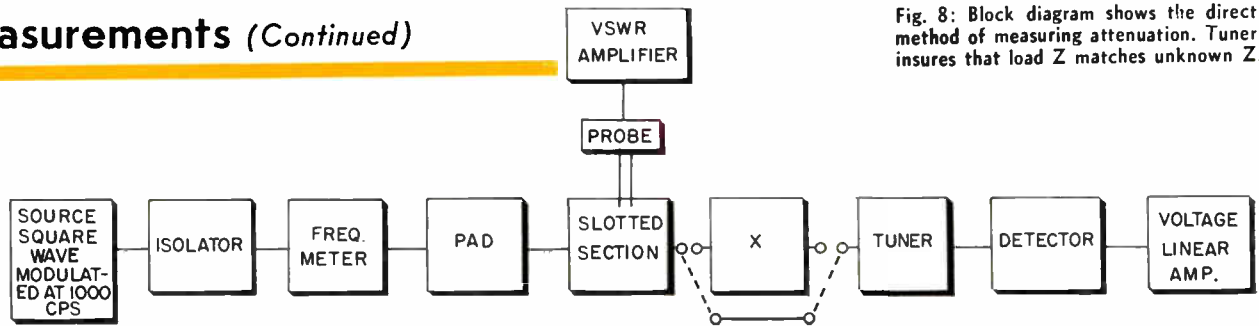 asurements (Continued)
Fig. 8: Block diagram shows the direct
method of measuring attenuation. Tuner
insures that load Z matches unknown Z.
VSWR
AMPLIFIER
PROBE
SOURCE
SQUARE
WAVE
MODULAT-
ED AT 1000
CPS
ISOLATOR
FREQ.
METER
PAD
SLOTTED
SECTION
X
TUNER
DETECTOR
VOLTAGE
LINEAR
AMP.